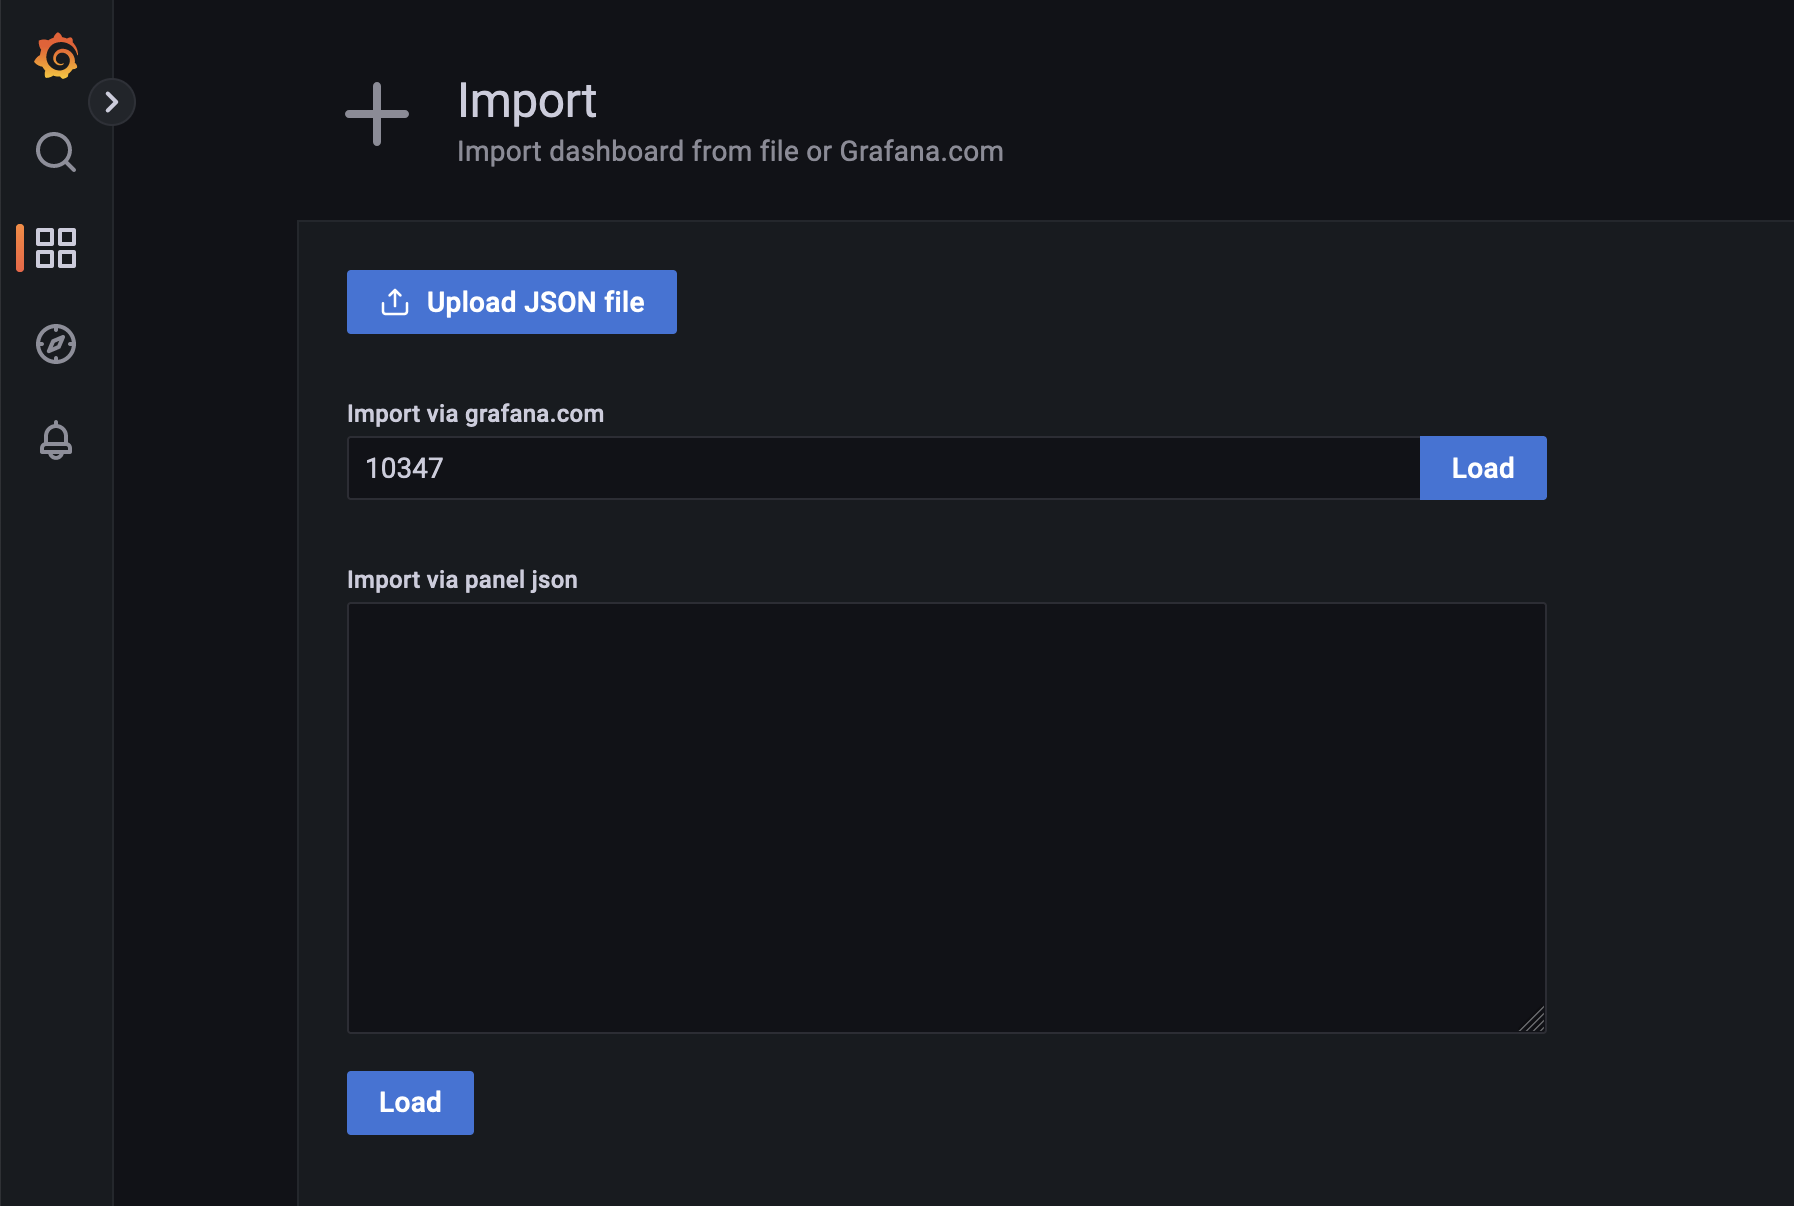 Import
Import dashboard from file or Grafana.com
Upload JSON file
Import via grafana.com
10347
Load
Import via panel json
Load